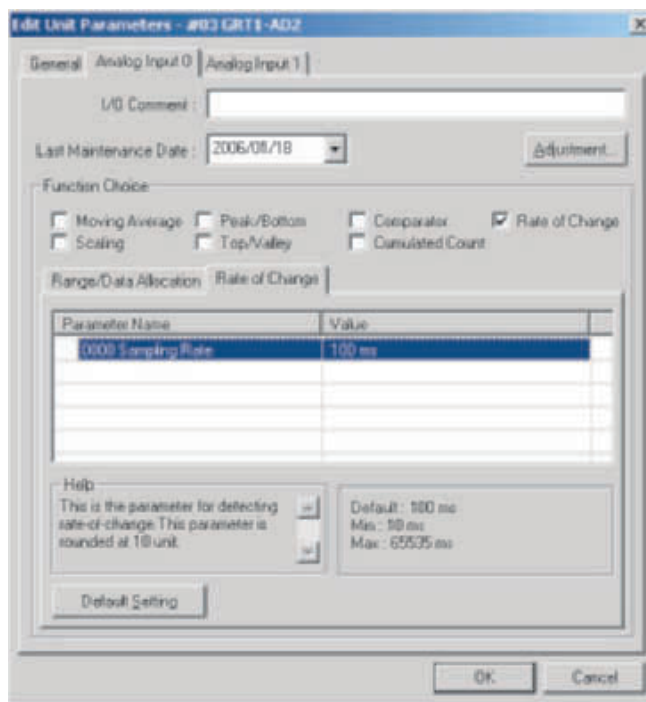 Edit Unit Parameters - #03 GRT1-AD2
General Analog Input 0 Analog Input 1
I/O Comment :
Last Maintenance Date : 2006/08/18 Adjustment...
Function Choice
Moving Average Peak/Bottom Comparator Rate of Change
Scaling Top/Valley Cumulated Count
Range/Data Allocation Rate of Change
Parameter Name Value
0000 Sampling Rate 100 ms
Help
This is the parameter for detecting
rate-of-change.This parameter is
rounded at 10 unit.
Default : 100 ms
Min : 10 ms
Max : 65535 ms
Default Setting
OK Cancel